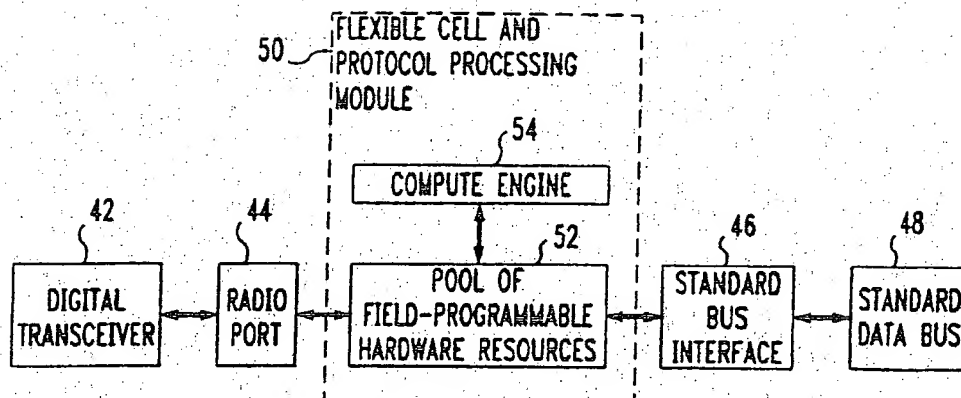 50
FLEXIBLE CELL AND
PROTOCOL PROCESSING
MODULE
54
COMPUTE ENGINE
42
DIGITAL
TRANSCEIVER
44
RADIO
PORT
52
POOL OF
FIELD-PROGRAMMABLE
HARDWARE RESOURCES
46
STANDARD
BUS
INTERFACE
48
STANDARD
DATA BUS